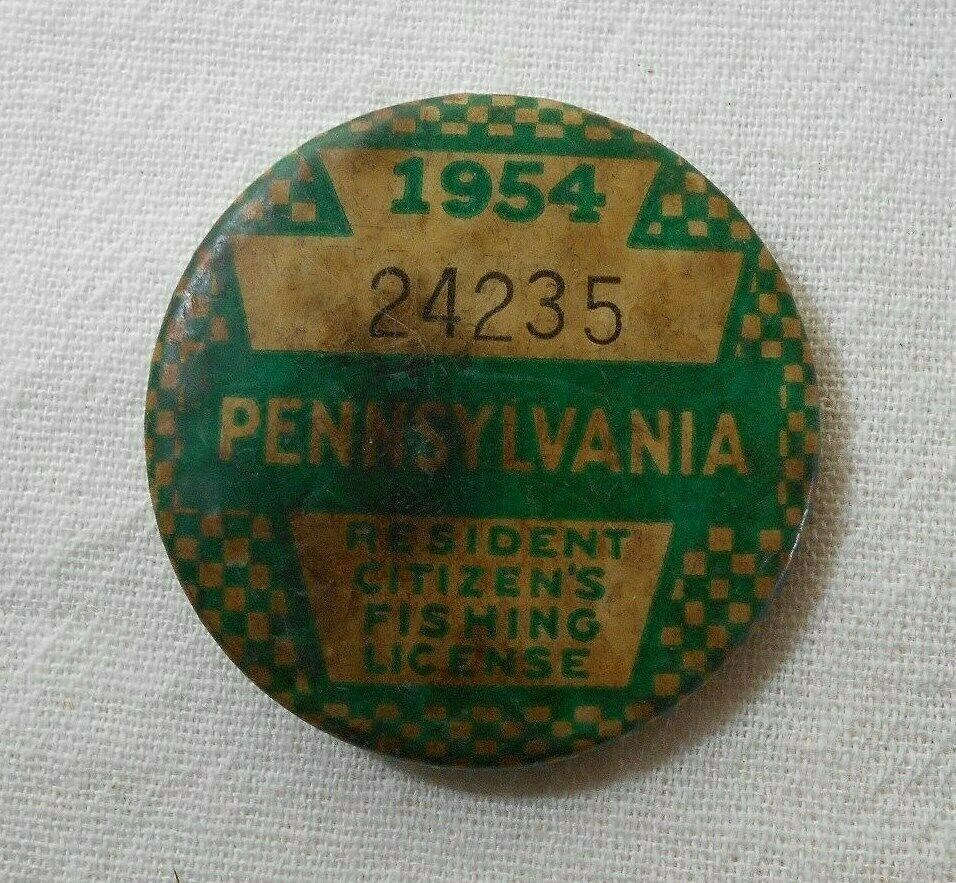 1954
24235
PENNSYLVANIA
RESIDENT
CITIZEN'S
FISHING
LICENSE